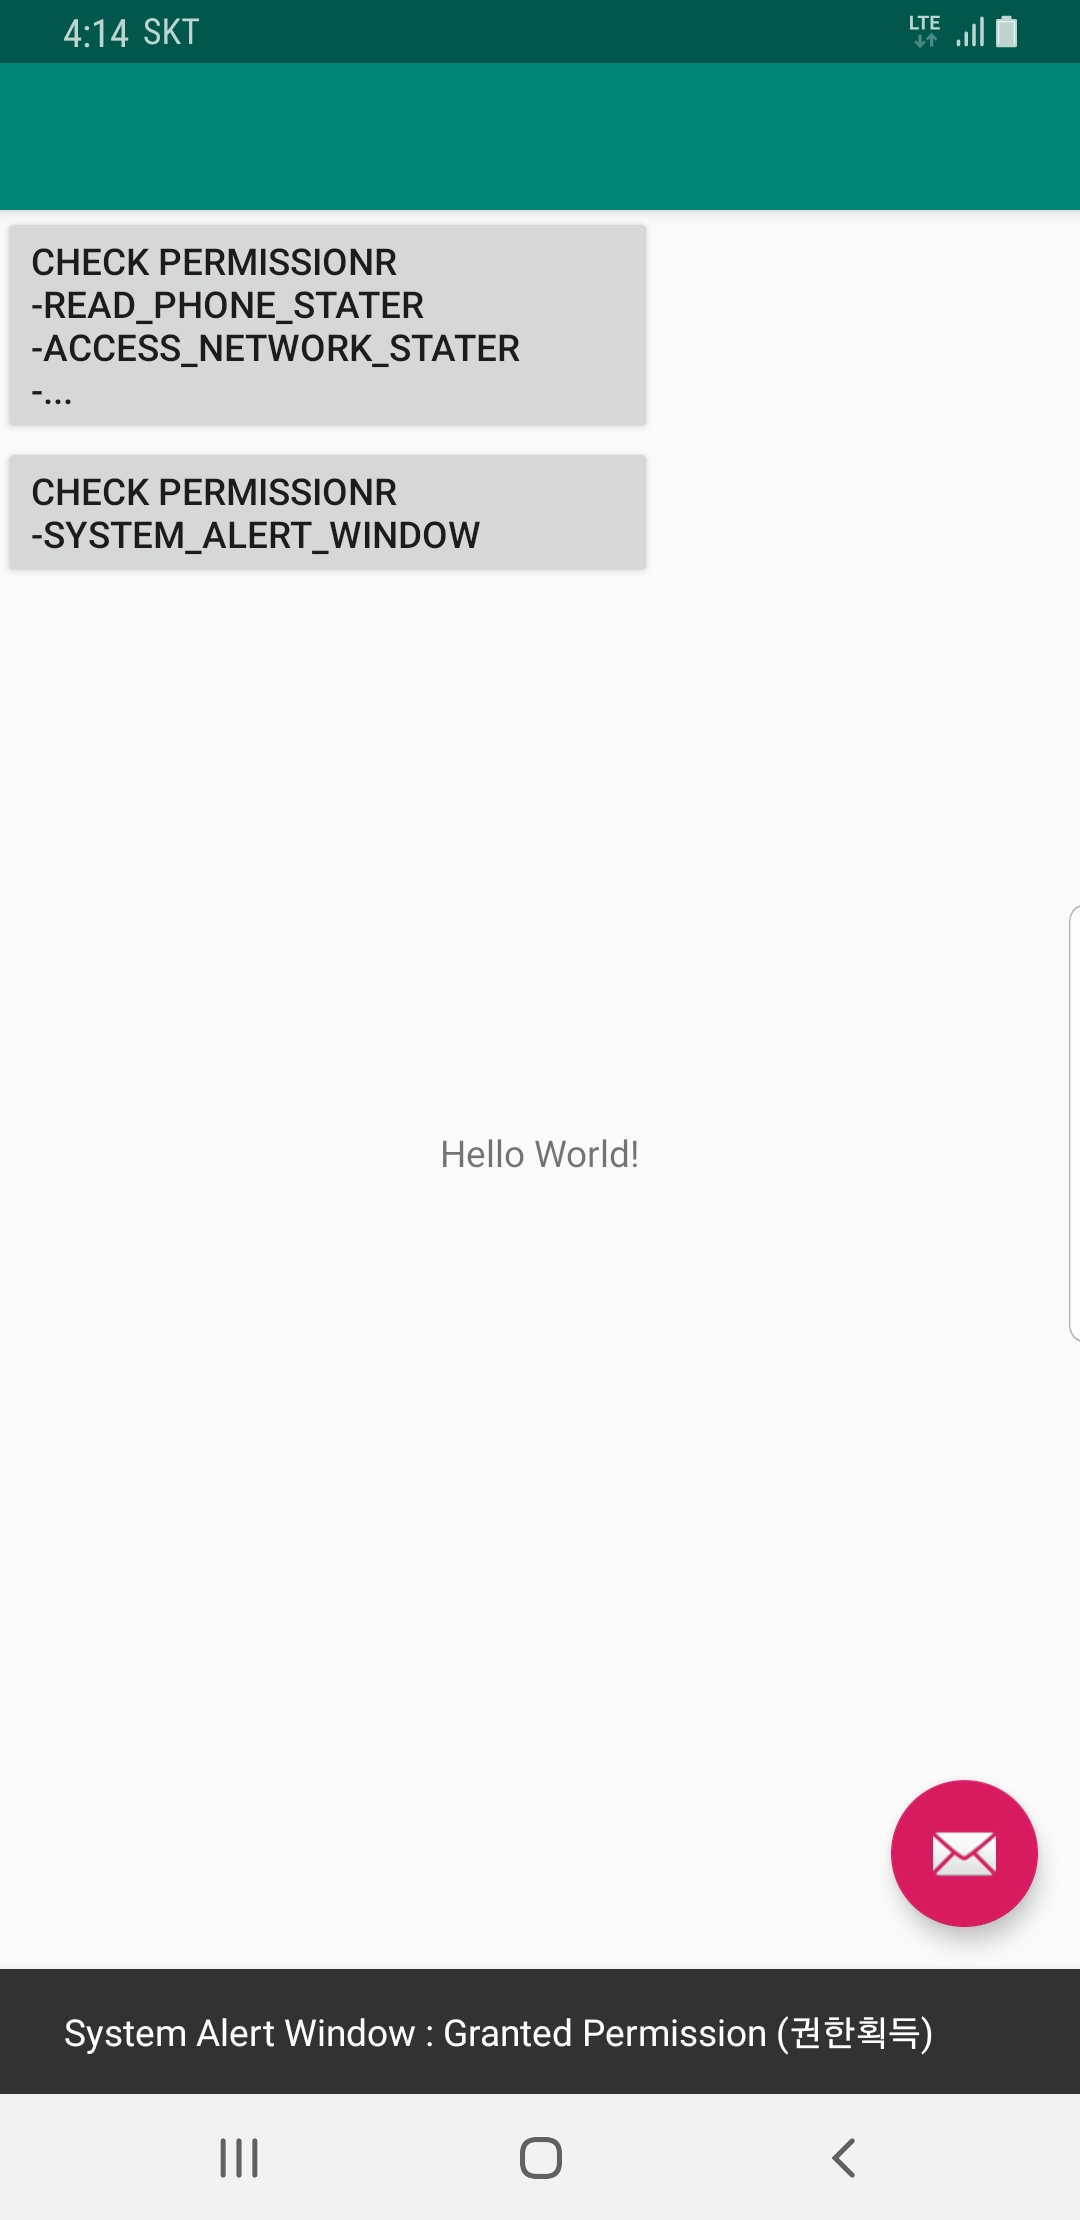 4:14 SKT LTE
CHECK PERMISSIONR
-READ_PHONE_STATER
-ACCESS_NETWORK_STATER
-...
CHECK PERMISSIONR
-SYSTEM_ALERT_WINDOW
Hello World!
System Alert Window : Granted Permission (권한획득)